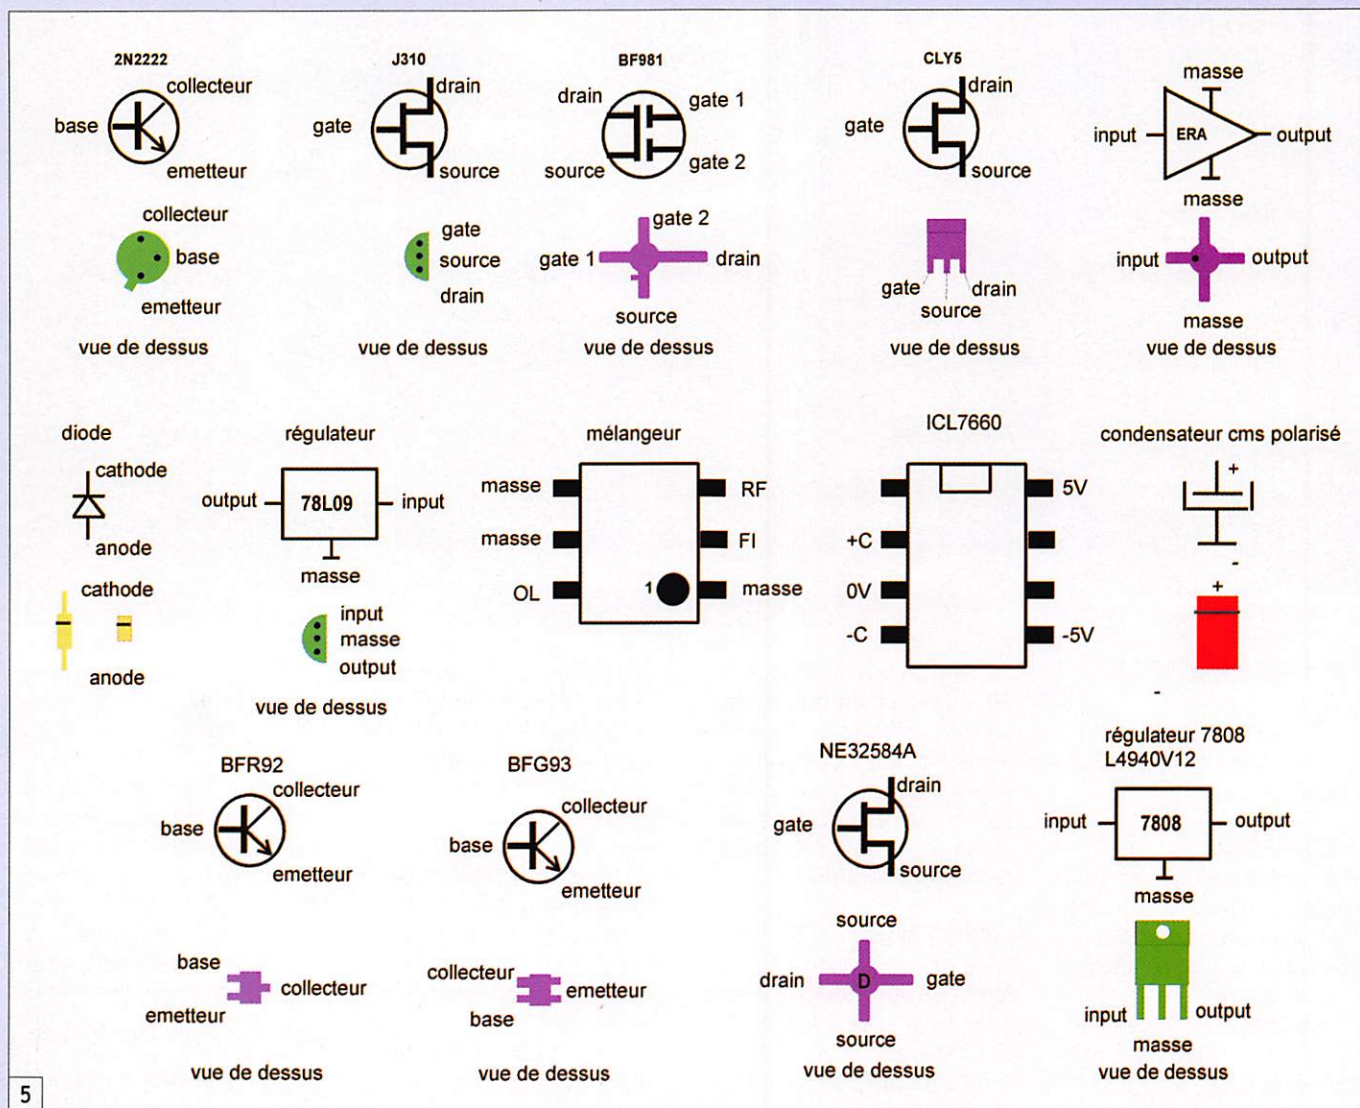 2N2222
collecteur
base
emetteur
collecteur
base
emetteur
vue de dessus
J310
drain
gate
source
gate
source
drain
vue de dessus
BF981
drain
gate 1
source
gate 2
gate 2
gate 1
drain
source
vue de dessus
CLY5
drain
gate
source
gate
drain
source
vue de dessus
masse
input
ERA
output
masse
input
output
masse
vue de dessus
diode
cathode
anode
cathode
anode
régulateur
output
78L09
input
masse
input
masse
output
vue de dessus
mélangeur
masse
RF
masse
FI
OL
1
masse
ICL7660
5V
+C
0V
-C
-5V
condensateur cms polarisé
+
-
+
-
BFR92
collecteur
base
emetteur
base
collecteur
emetteur
vue de dessus
BFG93
collecteur
base
emetteur
collecteur
emetteur
base
vue de dessus
NE32584A
drain
gate
source
source
drain
D
gate
source
vue de dessus
régulateur 7808
L4940V12
input
7808
output
masse
input
output
masse
vue de dessus
5